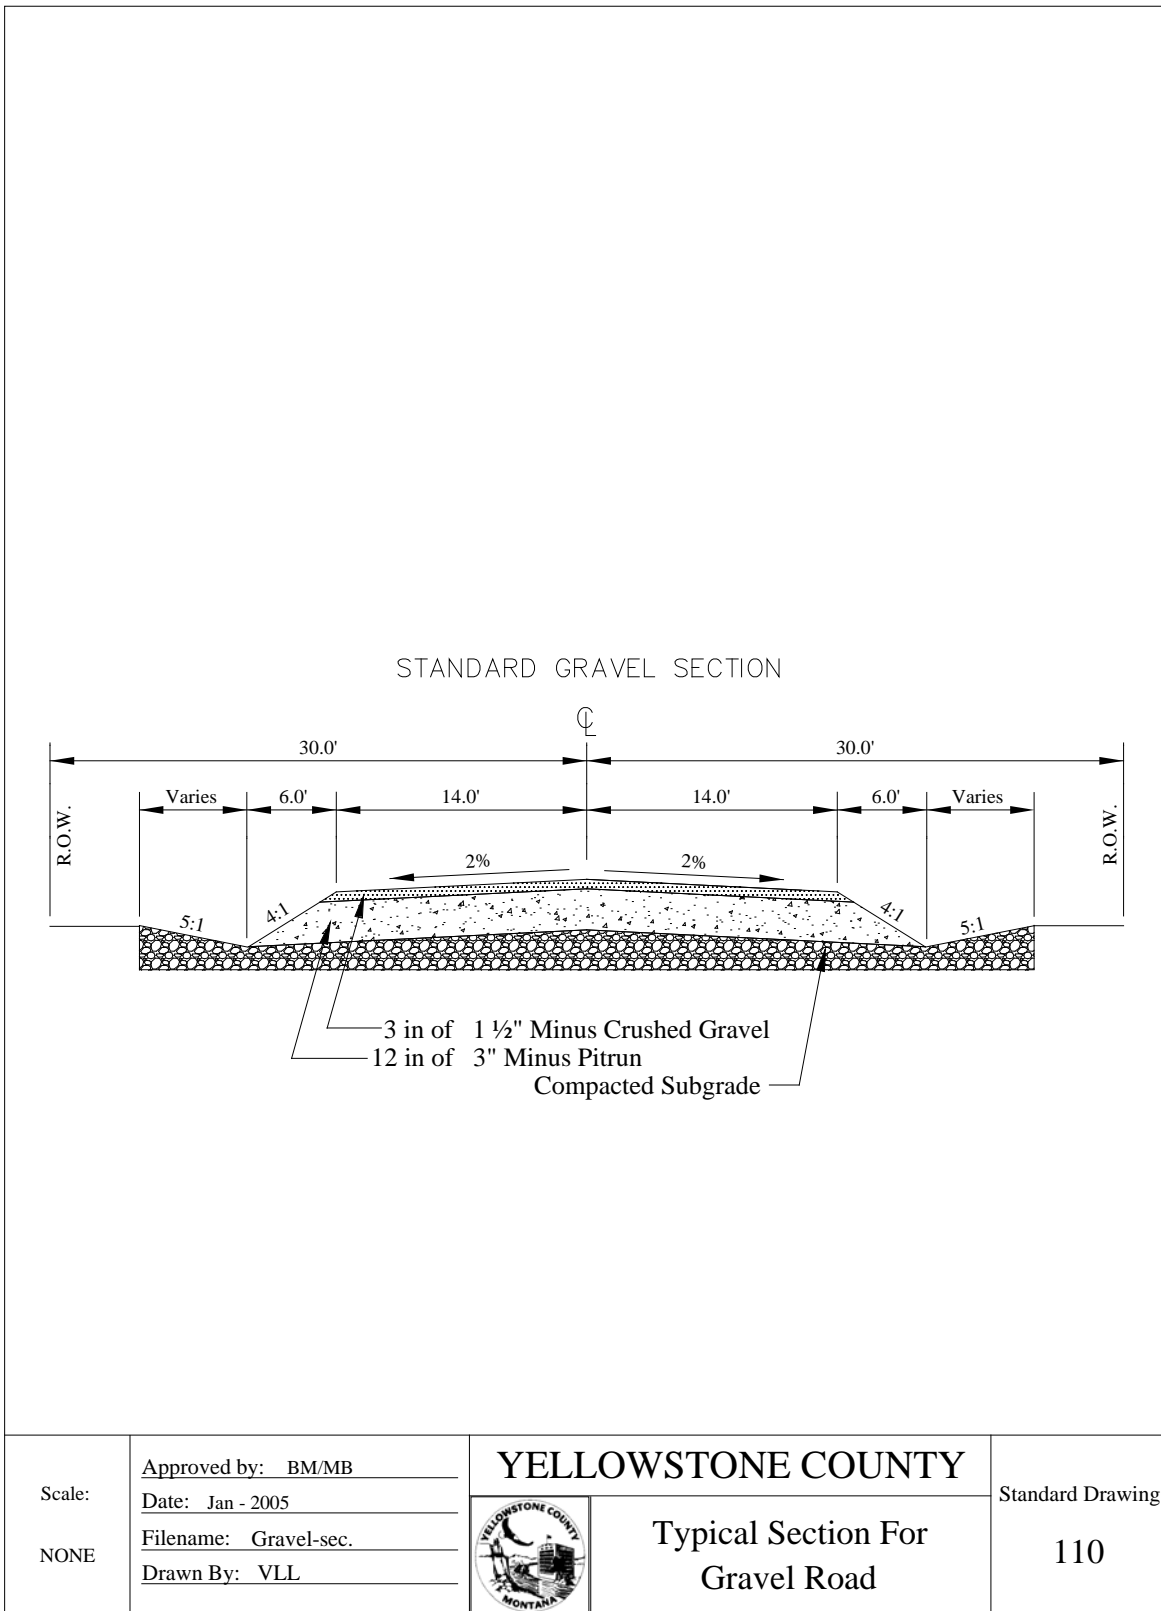 STANDARD GRAVEL SECTION
℄
30.0' 30.0'
Varies 6.0' 14.0' 14.0' 6.0' Varies
R.O.W. R.O.W.
2% 2%
5:1 4:1 4:1 5:1
3 in of 1 ½" Minus Crushed Gravel
12 in of 3" Minus Pitrun
Compacted Subgrade
Scale:
NONE
Approved by: BM/MB
Date: Jan - 2005
Filename: Gravel-sec.
Drawn By: VLL
YELLOWSTONE COUNTY
YELLOWSTONE COUNTY
MONTANA
Typical Section For
Gravel Road
Standard Drawing
110